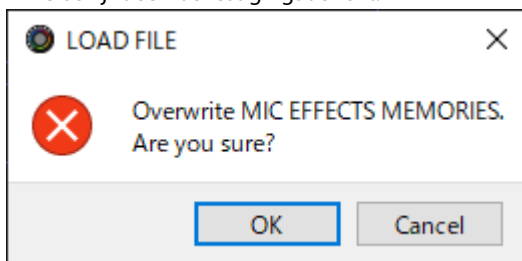 LOAD FILE
Overwrite MIC EFFECTS MEMORIES.
Are you sure?
OK
Cancel